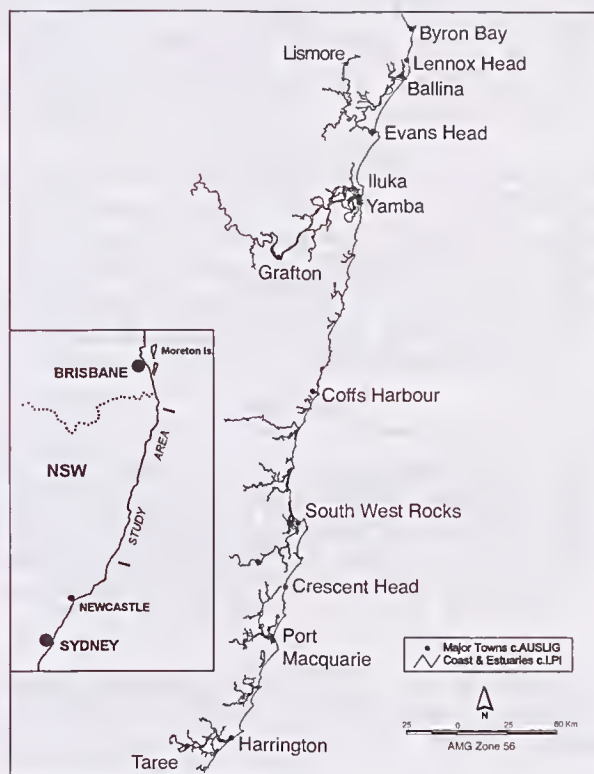 Byron Bay
Lismore
Lennox Head
Ballina
Evans Head
Iluka
Yamba
Grafton
Coffs Harbour
South West Rocks
Crescent Head
Port
Macquarie
Harrington
Taree
Moreton Is.
BRISBANE
NSW
STUDY AREA
NEWCASTLE
SYDNEY
Major Towns c.AUSLIG
Coast & Estuaries c.LPI
N
25 0 25 50 Km
AMG Zone 56